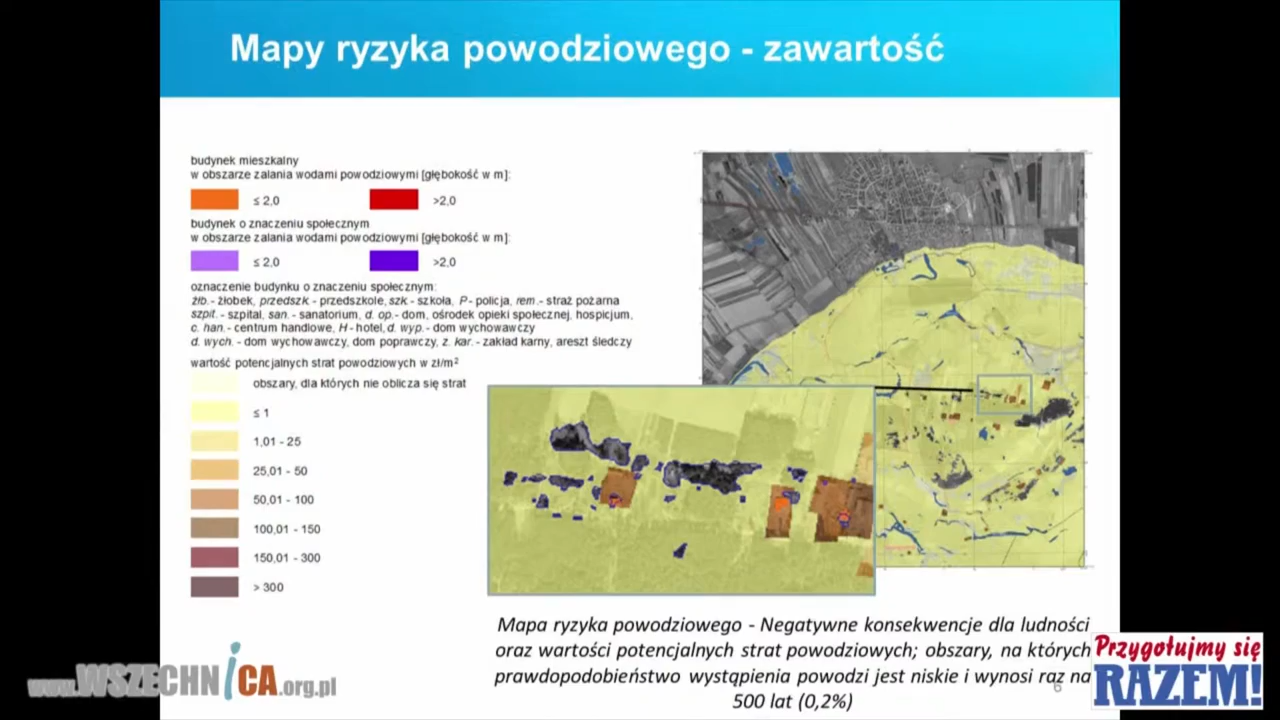 Mapy ryzyka powodziowego - zawartość
budynek mieszkalny
w obszarze zalania wodami powodziowymi [głębokość w m]:
≤ 2,0 >2,0
budynek o znaczeniu społecznym
w obszarze zalania wodami powodziowymi [głębokość w m]:
≤ 2,0 >2,0
oznaczenie budynku o znaczeniu społecznym:
żłb.- żłobek, przedszk - przedszkole, szk - szkoła, P - policja, rem.- straż pożarna
szpit.- szpital, san.- sanatorium, d. op.- dom, ośrodek opieki społecznej, hospicjum,
c. han.- centrum handlowe, H - hotel, d. wyp.- dom wychowawczy
d. wych. - dom wychowawczy, dom poprawczy, z. kar.- zakład karny, areszt śledczy
wartość potencjalnych strat powodziowych w zł/m²
obszary, dla których nie oblicza się strat
≤ 1
1,01 - 25
25,01 - 50
50,01 - 100
100,01 - 150
150,01 - 300
> 300
Mapa ryzyka powodziowego - Negatywne konsekwencje dla ludności
oraz wartości potencjalnych strat powodziowych; obszary, na których
prawdopodobieństwo wystąpienia powodzi jest niskie i wynosi raz na
500 lat (0,2%)
6
www.WSZECHNICA.org.pl
Przygotujmy się
RAZEM!